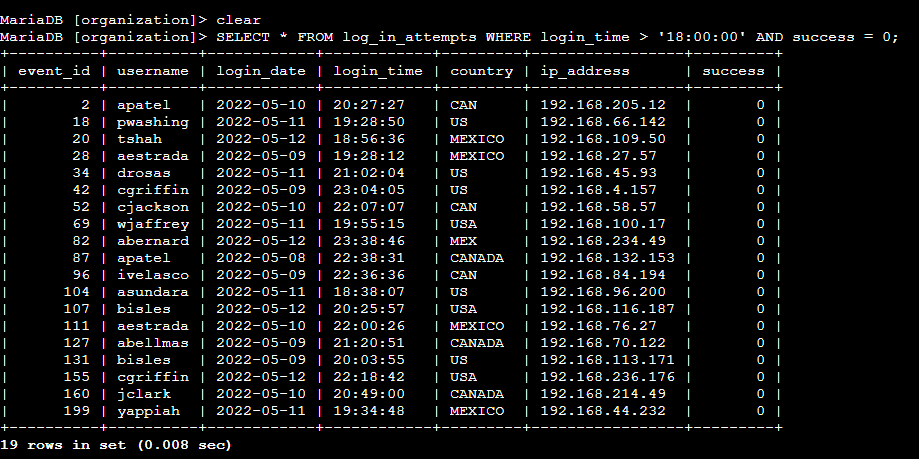 MariaDB [organization]> clear
MariaDB [organization]> SELECT * FROM log_in_attempts WHERE login_time > '18:00:00' AND success = 0;
+----------+----------+------------+------------+---------+-----------------+---------+
| event_id | username | login_date | login_time | country | ip_address      | success |
+----------+----------+------------+------------+---------+-----------------+---------+
|        2 | apatel   | 2022-05-10 | 20:27:27   | CAN     | 192.168.205.12  |       0 |
|       18 | pwashing | 2022-05-11 | 19:28:50   | US      | 192.168.66.142  |       0 |
|       20 | tshah    | 2022-05-12 | 18:56:36   | MEXICO  | 192.168.109.50  |       0 |
|       28 | aestrada | 2022-05-09 | 19:28:12   | MEXICO  | 192.168.27.57   |       0 |
|       34 | drosas   | 2022-05-11 | 21:02:04   | US      | 192.168.45.93   |       0 |
|       42 | cgriffin | 2022-05-09 | 23:04:05   | US      | 192.168.4.157   |       0 |
|       52 | cjackson | 2022-05-10 | 22:07:07   | CAN     | 192.168.58.57   |       0 |
|       69 | wjaffrey | 2022-05-11 | 19:55:15   | USA     | 192.168.100.17  |       0 |
|       82 | abernard | 2022-05-12 | 23:38:46   | MEX     | 192.168.234.49  |       0 |
|       87 | apatel   | 2022-05-08 | 22:38:31   | CANADA  | 192.168.132.153 |       0 |
|       96 | ivelasco | 2022-05-09 | 22:36:36   | CAN     | 192.168.84.194  |       0 |
|      104 | asundara | 2022-05-11 | 18:38:07   | US      | 192.168.96.200  |       0 |
|      107 | bisles   | 2022-05-12 | 20:25:57   | USA     | 192.168.116.187 |       0 |
|      111 | aestrada | 2022-05-10 | 22:00:26   | MEXICO  | 192.168.76.27   |       0 |
|      127 | abellmas | 2022-05-09 | 21:20:51   | CANADA  | 192.168.70.122  |       0 |
|      131 | bisles   | 2022-05-09 | 20:03:55   | US      | 192.168.113.171 |       0 |
|      155 | cgriffin | 2022-05-12 | 22:18:42   | USA     | 192.168.236.176 |       0 |
|      160 | jclark   | 2022-05-10 | 20:49:00   | CANADA  | 192.168.214.49  |       0 |
|      199 | yappiah  | 2022-05-11 | 19:34:48   | MEXICO  | 192.168.44.232  |       0 |
+----------+----------+------------+------------+---------+-----------------+---------+
19 rows in set (0.008 sec)